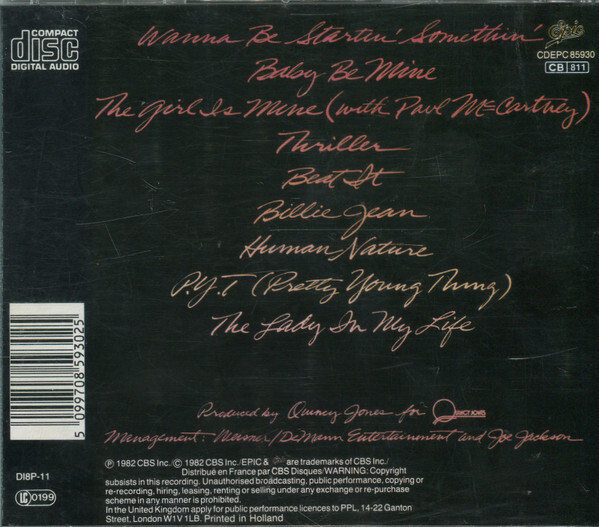 COMPACT
disc
DIGITAL AUDIO
Epic
CDEPC 85930
CB 811
Wanna Be Startin' Somethin'
Baby Be Mine
The Girl Is Mine (with Paul McCartney)
Thriller
Beat It
Billie Jean
Human Nature
P.Y.T (Pretty Young Thing)
The Lady In My Life
5 099708 593025
Produced by Quincy Jones for QUINCY JONES
Management: Weisner/DeMann Entertainment and Joe Jackson
DI8P-11
LC 0199
Ⓟ 1982 CBS Inc./Ⓒ 1982 CBS Inc./EPIC & are trademarks of CBS Inc./
Distribué en France par CBS Disques/WARNING: Copyright
subsists in this recording. Unauthorised broadcasting, public performance, copying or
re-recording, hiring, leasing, renting or selling under any exchange or re-purchase
scheme in any manner is prohibited.
In the United Kingdom apply for public performance licences to PPL, 14-22 Ganton
Street, London W1V 1LB. Printed in Holland